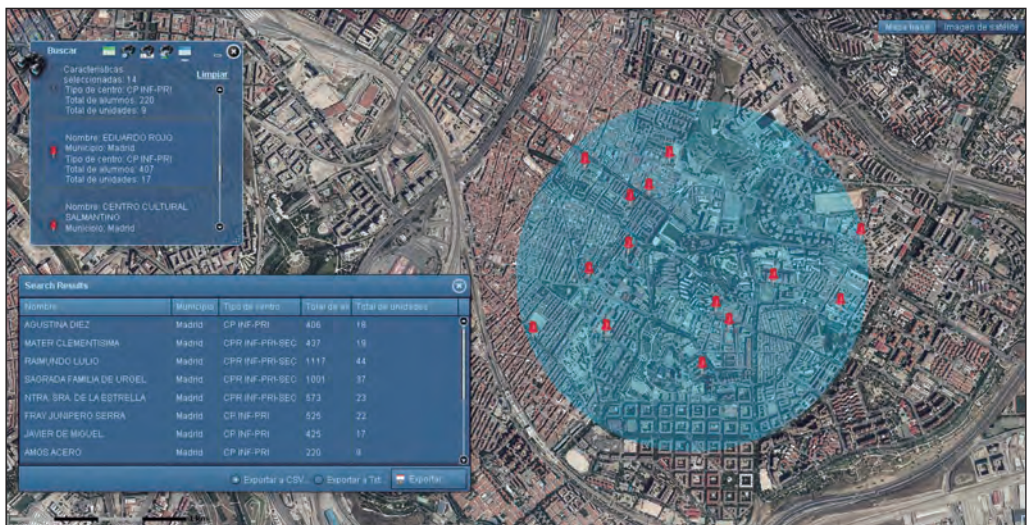 Mapa base Imagen de satélite
Buscar
Características
seleccionadas: 14
Limpiar
Tipo de centro: CP INF-PRI
Total de alumnos: 220
Total de unidades: 9
Nombre: EDUARDO ROJO
Municipio: Madrid
Tipo de centro: CP INF-PRI
Total de alumnos: 407
Total de unidades: 17
Nombre: CENTRO CULTURAL
SALMANTINO
Municipio: Madrid
Search Results
Nombre Municipio Tipo de centro Total de al Total de unidades
AGUSTINA DIEZ Madrid CP INF-PRI 406 18
MATER CLEMENTISIMA Madrid CPR INF-PRI-SEC 437 19
RAIMUNDO LULIO Madrid CPR INF-PRI-SEC 1117 44
SAGRADA FAMILIA DE URGEL Madrid CPR INF-PRI-SEC 1001 37
NTRA. SRA. DE LA ESTRELLA Madrid CPR INF-PRI-SEC 573 23
FRAY JUNIPERO SERRA Madrid CP INF-PRI 525 22
JAVIER DE MIGUEL Madrid CP INF-PRI 425 17
AMOS ACERO Madrid CP INF-PRI 220 9
Exportar a CSV... Exportar a Txt Exportar